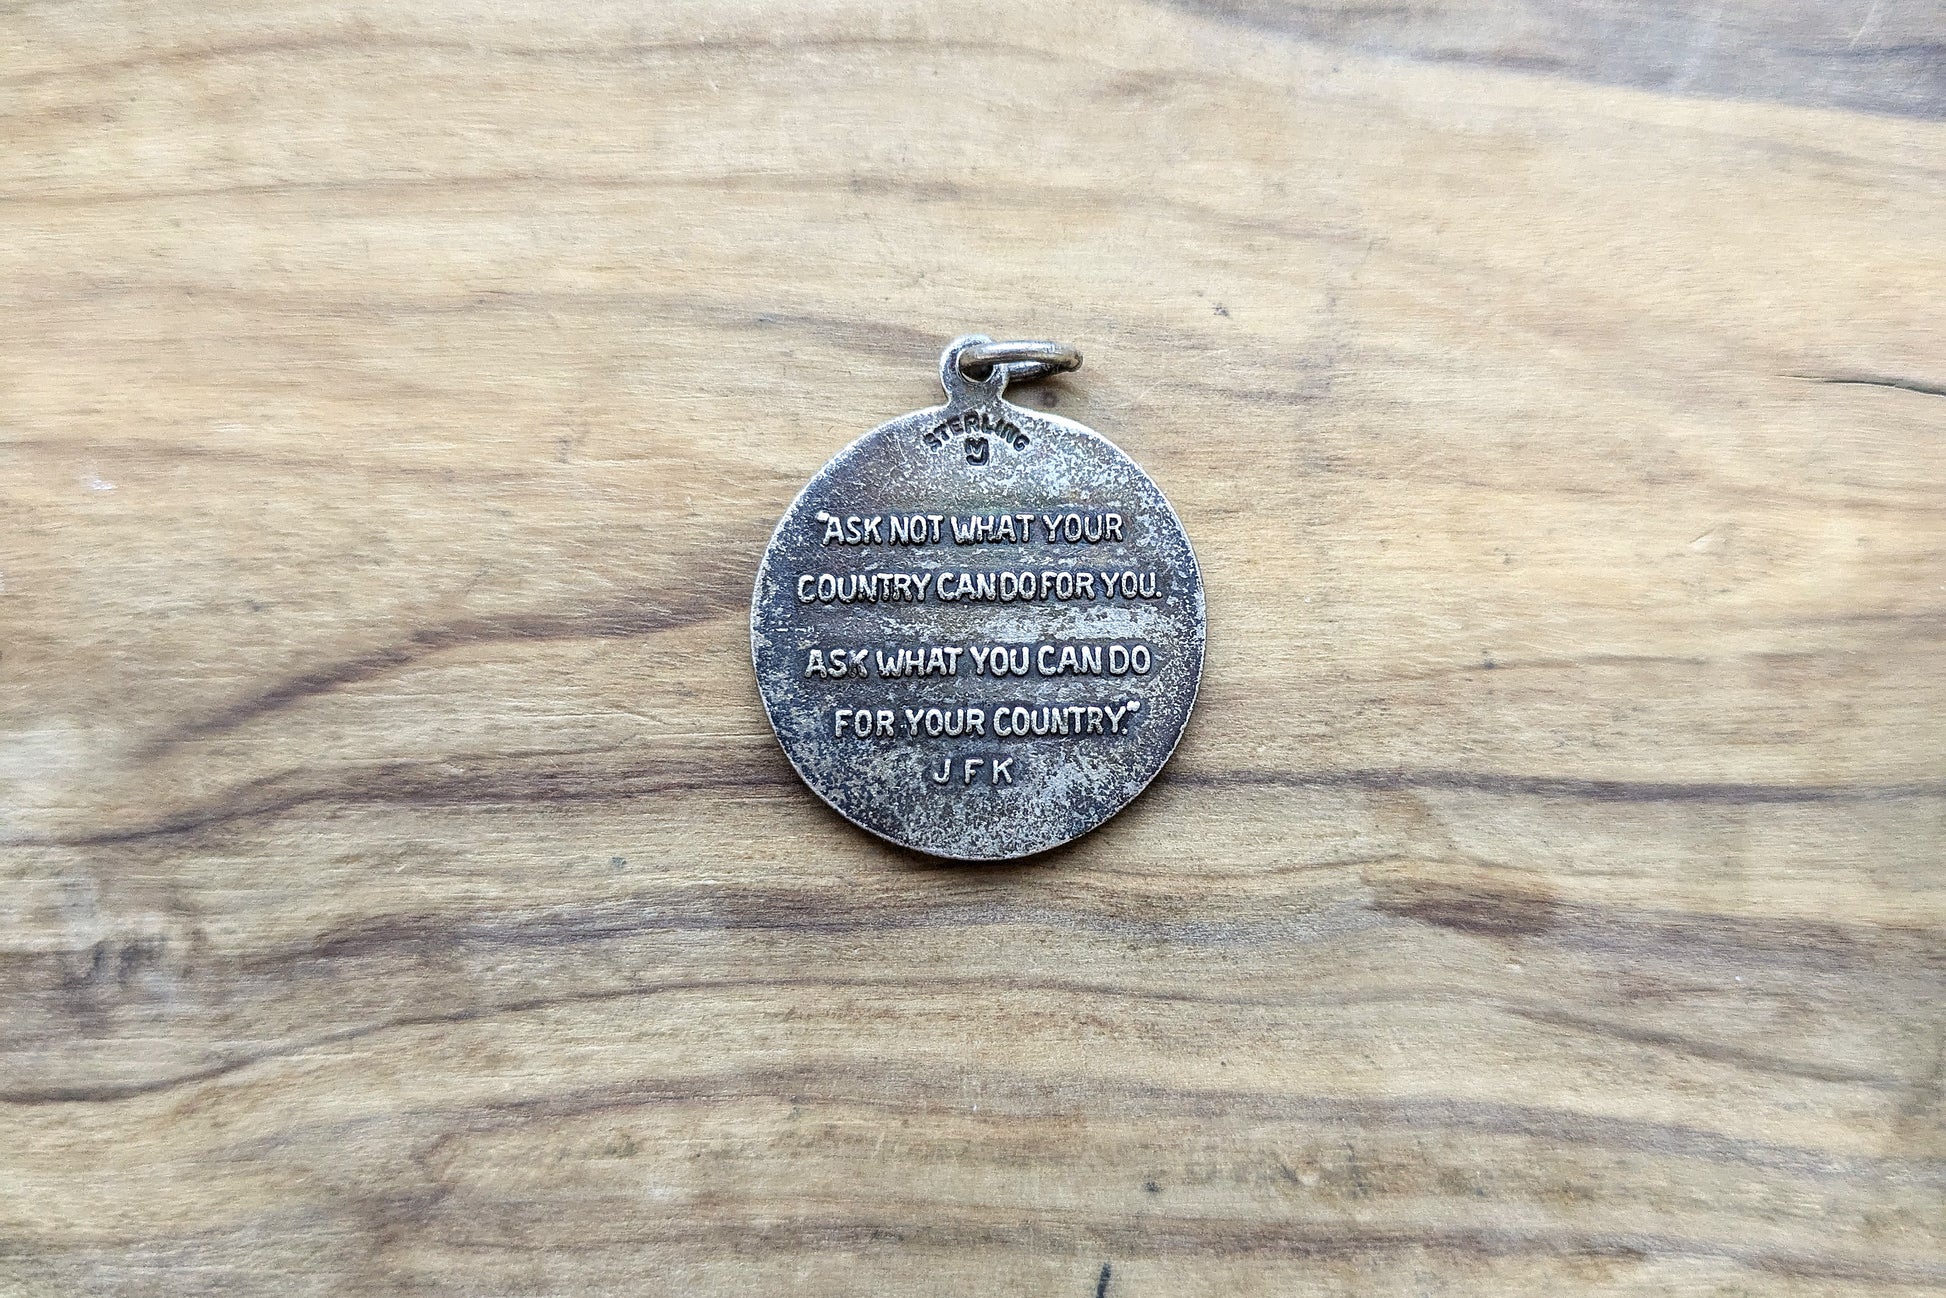 STERLING
"ASK NOT WHAT YOUR
COUNTRY CAN DO FOR YOU.
ASK WHAT YOU CAN DO
FOR YOUR COUNTRY."
JFK